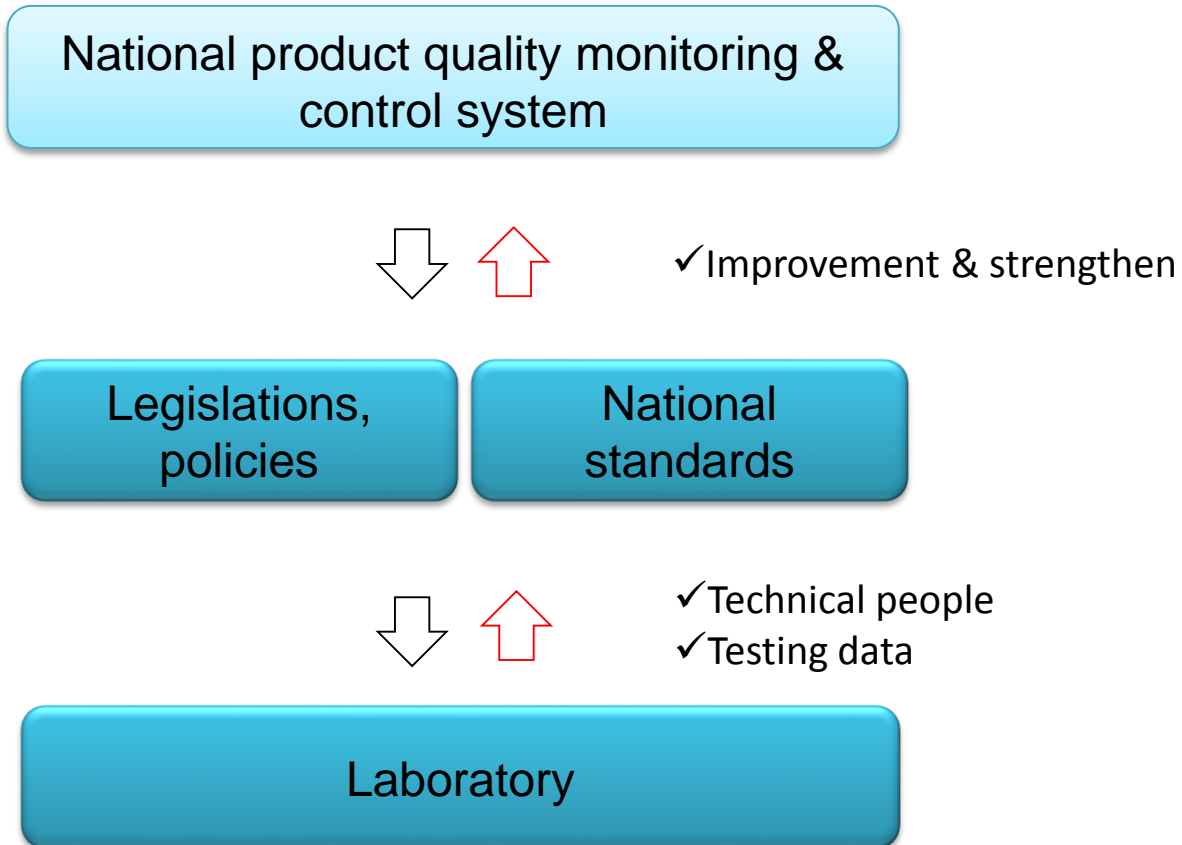 National product quality monitoring &
control system
✓Improvement & strengthen
Legislations,
policies
National
standards
✓Technical people
✓Testing data
Laboratory